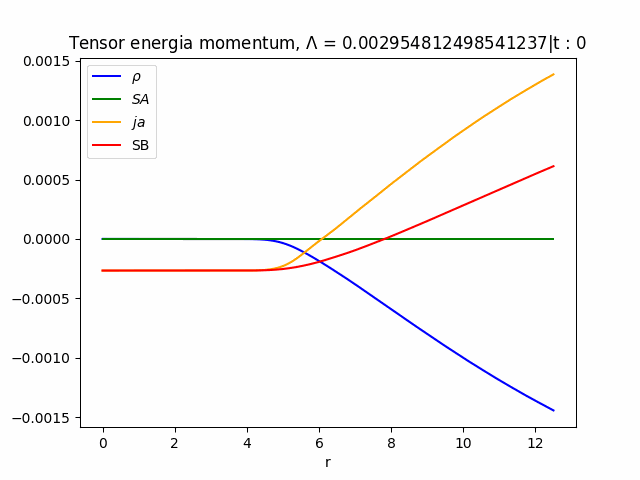 Tensor energia momentum, Λ = 0.002954812498541237|t : 0
0.0015
0.0010
0.0005
0.0000
−0.0005
−0.0010
−0.0015
ρ
SA
ja
SB
0 2 4 6 8 10 12
r